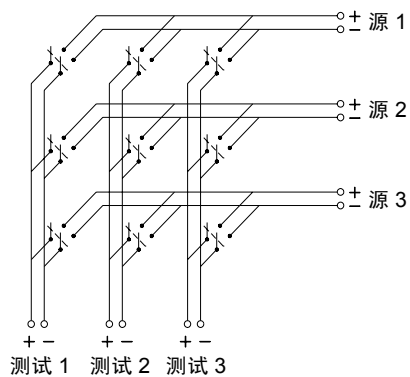 +
− 源 1
+
− 源 2
+
− 源 3
+ − + − + −
测试 1 测试 2 测试 3